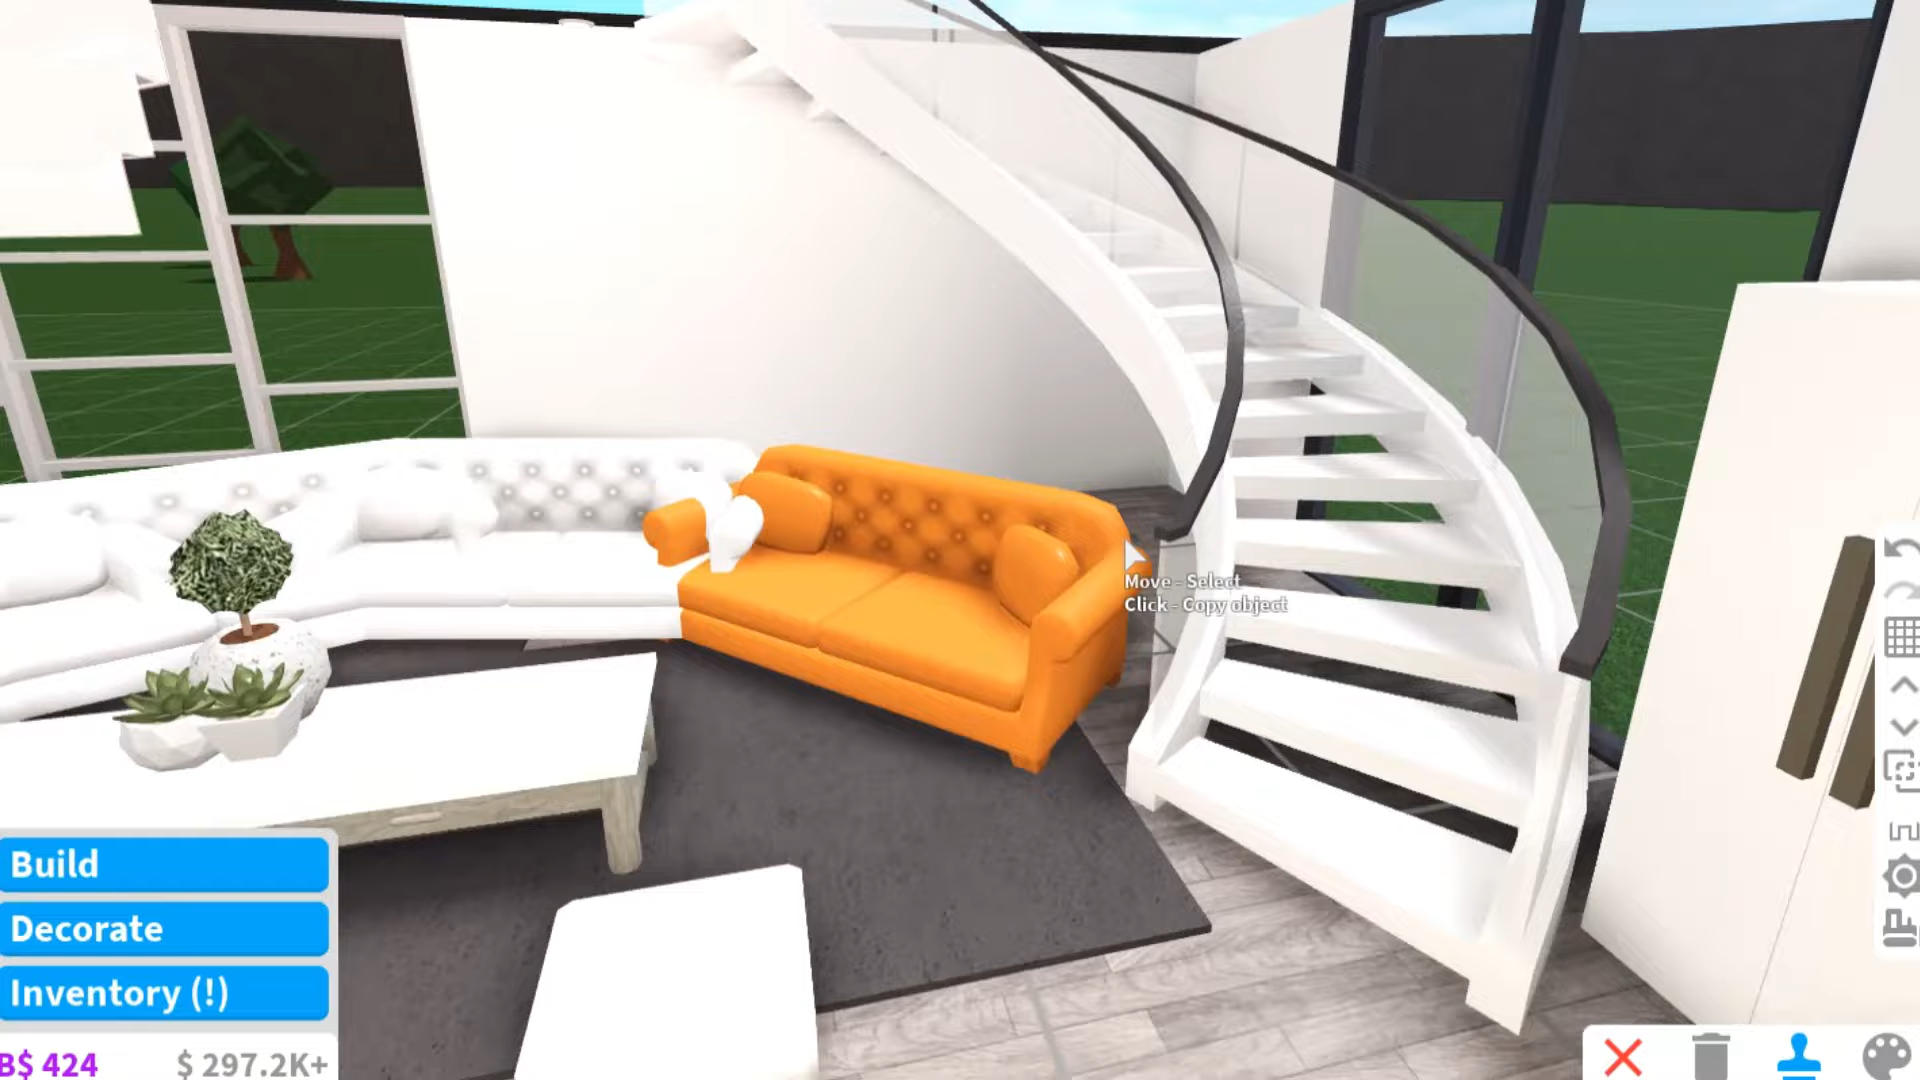 Move - Select
Click - Copy object
Build
Decorate
Inventory (!)
B$ 424
$ 297.2K+